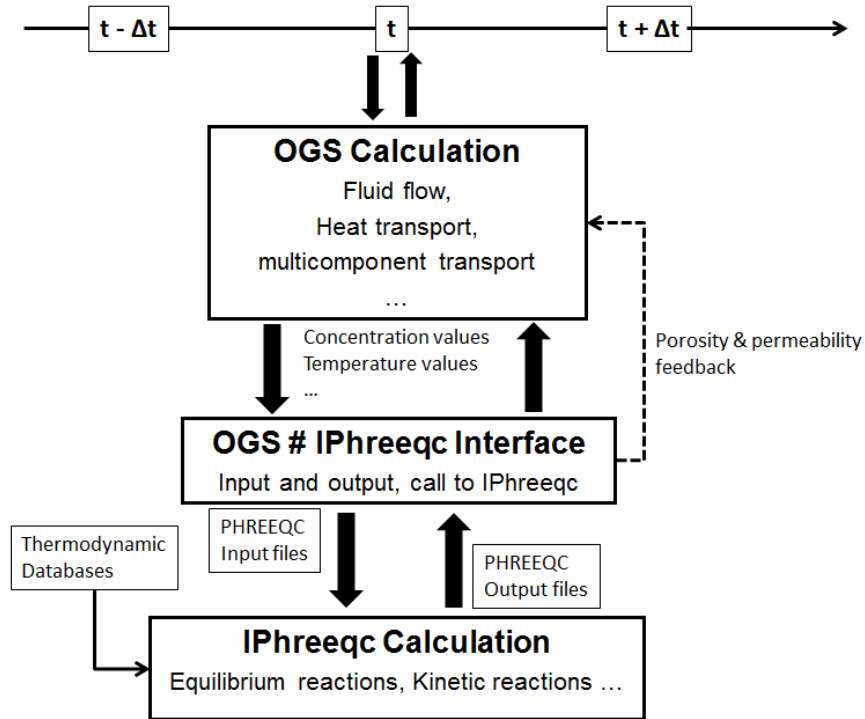 t - Δt
t
t + Δt
OGS Calculation
Fluid flow,
Heat transport,
multicomponent transport
...
Concentration values
Temperature values
...
Porosity & permeability
feedback
OGS # IPhreeqc Interface
Input and output, call to IPhreeqc
PHREEQC
Input files
Thermodynamic
Databases
PHREEQC
Output files
IPhreeqc Calculation
Equilibrium reactions, Kinetic reactions ...